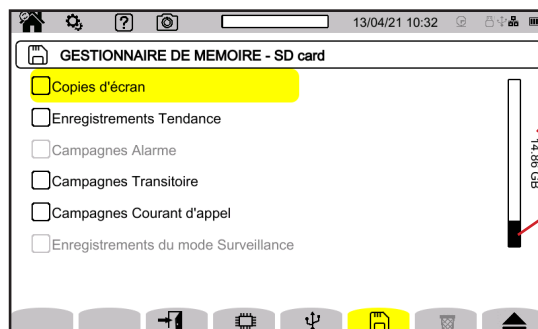 13/04/21 10:32
GESTIONNAIRE DE MEMOIRE - SD card
Copies d'écran
Enregistrements Tendance
Campagnes Alarme
Campagnes Transitoire
Campagnes Courant d'appel
Enregistrements du mode Surveillance
14.86 GB